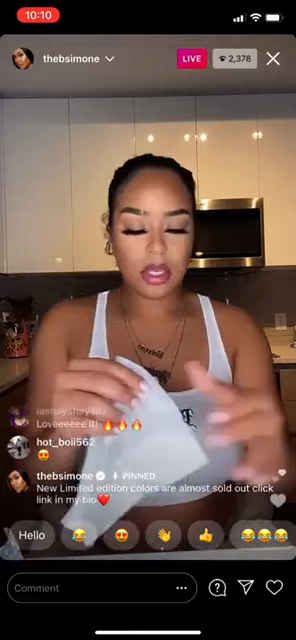 10:10
thebsimone
LIVE
2,378
Loveeeeee it!🔥🔥🔥
hot_boii562
😍
thebsimone PINNED
New Limited edition colors are almost sold out click
link in my bio❤️
Hello 😂 😍 👋 👍 😂😂😂
Comment